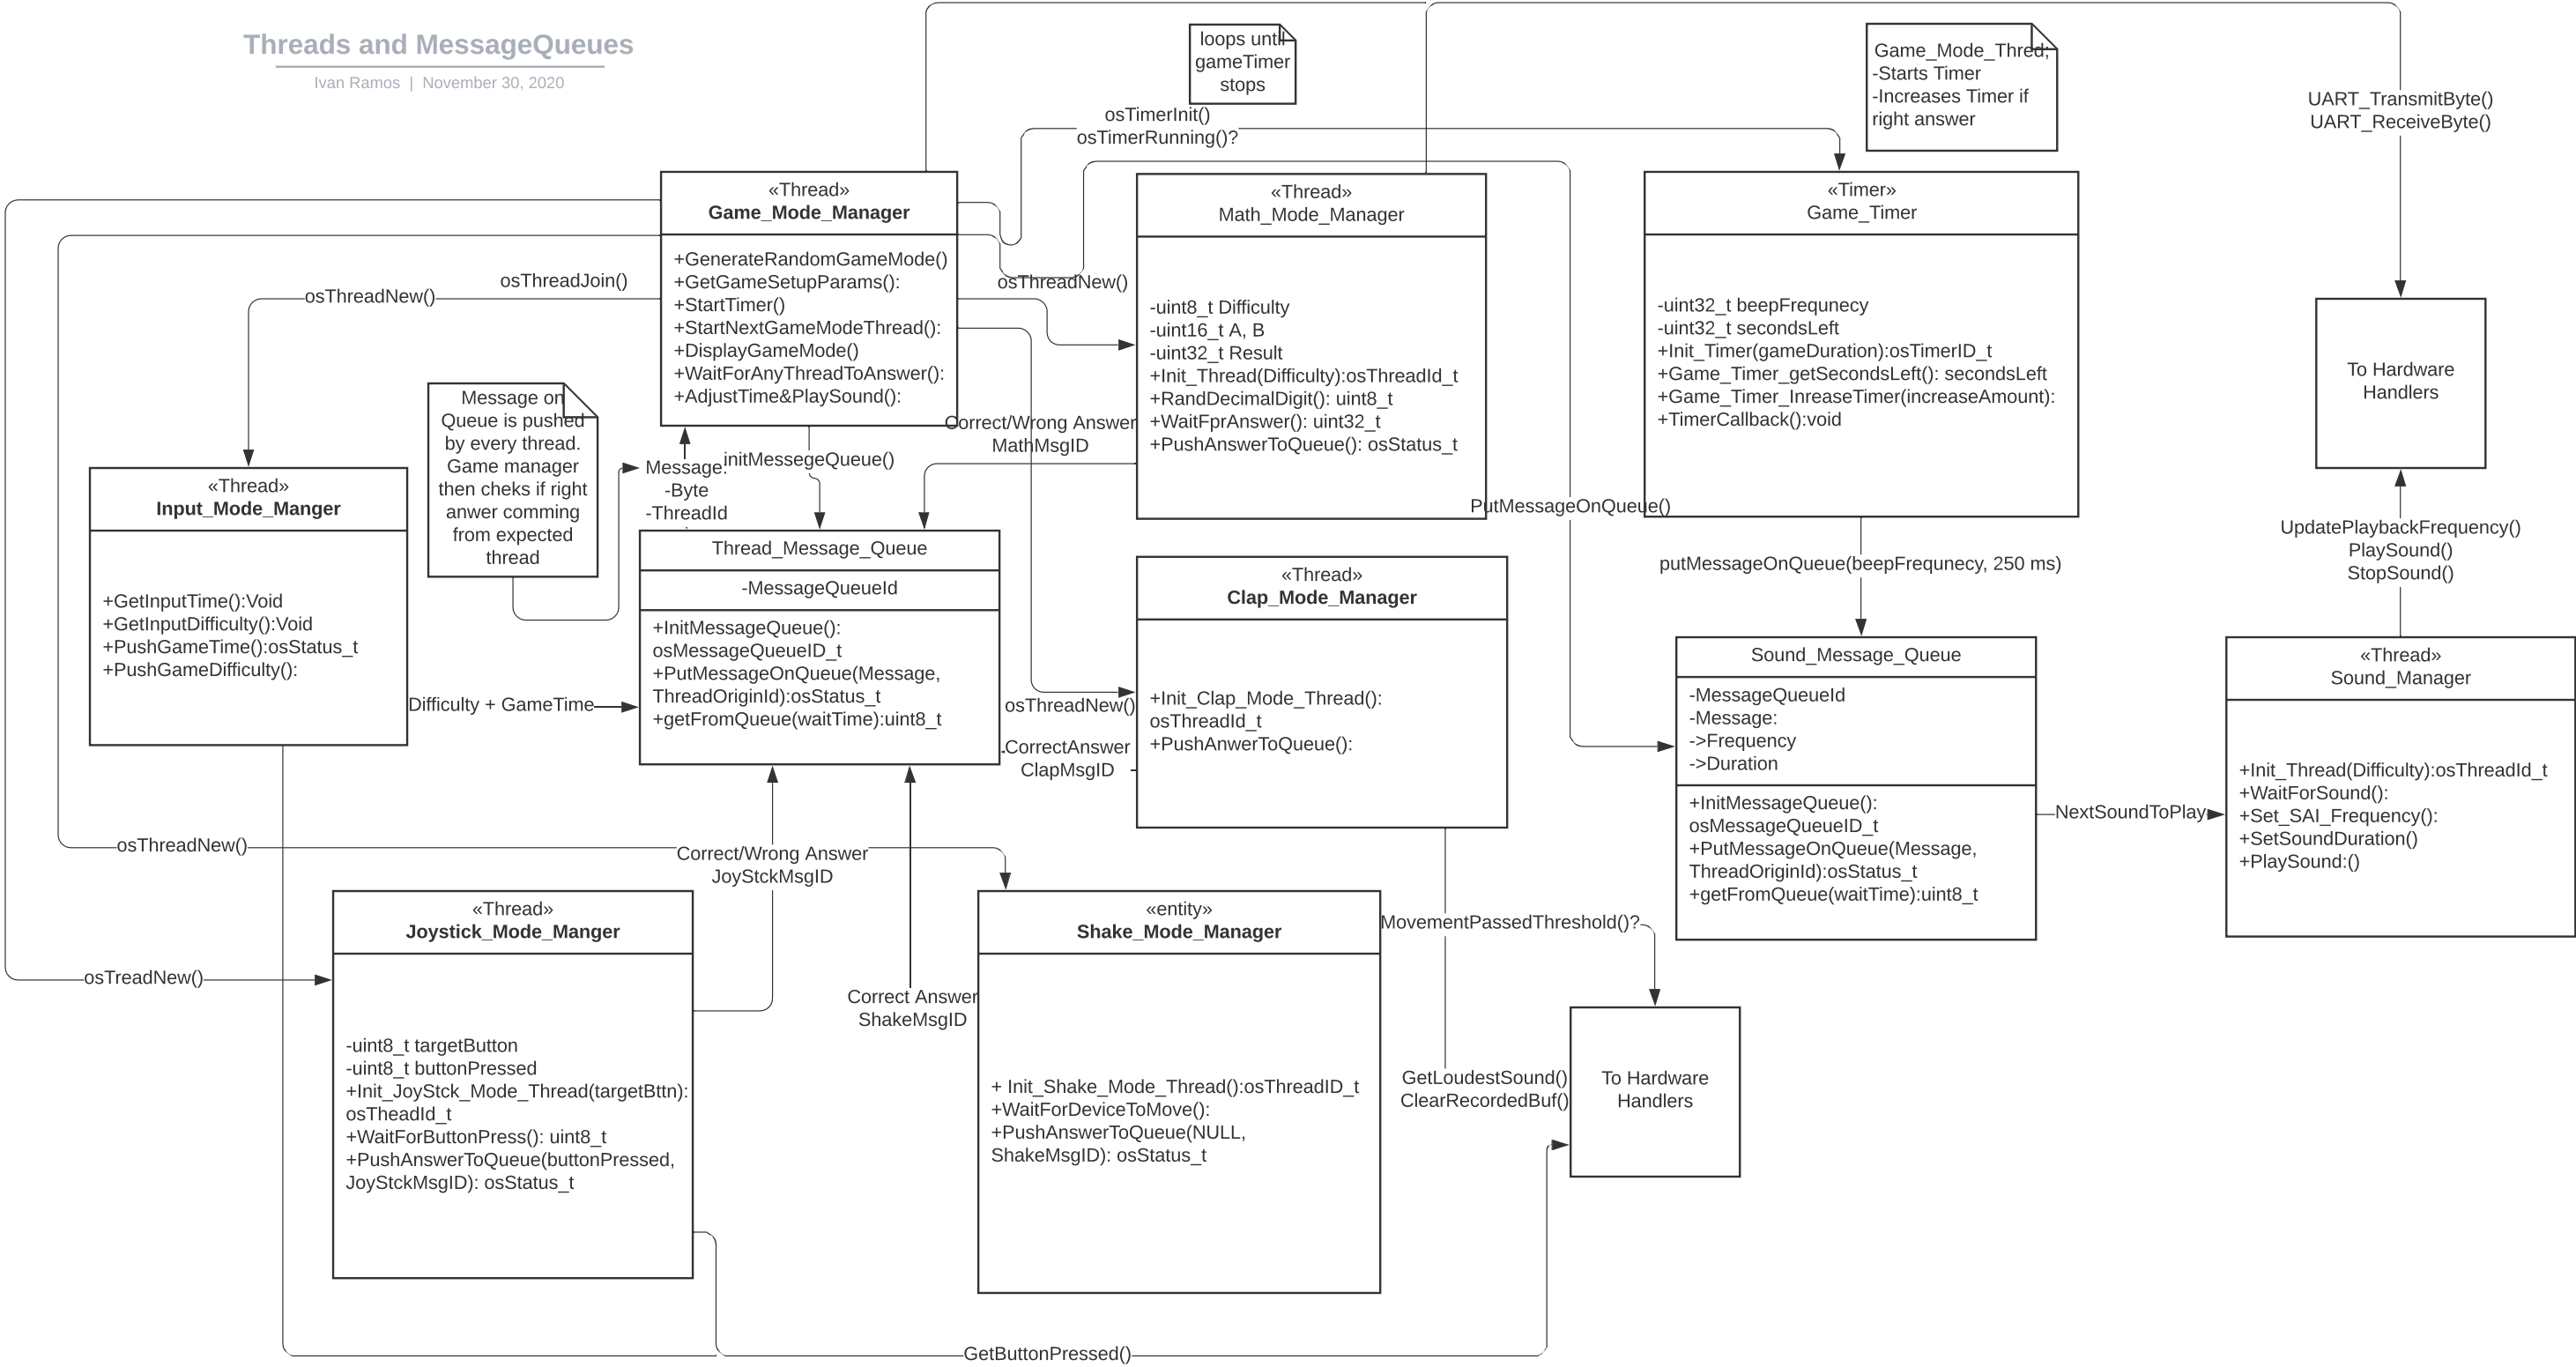 Threads and MessageQueues
Ivan Ramos | November 30, 2020
loops until
gameTimer
stops
Game_Mode_Thred;
-Starts Timer
-Increases Timer if
right answer
UART_TransmitByte()
UART_ReceiveByte()
osTimerInit()
osTimerRunning()?
«Thread»
Game_Mode_Manager
+GenerateRandomGameMode()
+GetGameSetupParams():
+StartTimer()
+StartNextGameModeThread():
+DisplayGameMode()
+WaitForAnyThreadToAnswer():
+AdjustTime&PlaySound():
«Thread»
Math_Mode_Manager
-uint8_t Difficulty
-uint16_t A, B
-uint32_t Result
+Init_Thread(Difficulty):osThreadId_t
+RandDecimalDigit(): uint8_t
+WaitFprAnswer(): uint32_t
+PushAnswerToQueue(): osStatus_t
«Timer»
Game_Timer
-uint32_t beepFrequnecy
-uint32_t secondsLeft
+Init_Timer(gameDuration):osTimerID_t
+Game_Timer_getSecondsLeft(): secondsLeft
+Game_Timer_InreaseTimer(increaseAmount):
+TimerCallback():void
osThreadJoin()
osThreadNew()
osThreadNew()
To Hardware
Handlers
Message on
Queue is pushed
by every thread.
Game manager
then cheks if right
anwer comming
from expected
thread
Correct/Wrong Answer
MathMsgID
initMessegeQueue()
Message:
-Byte
-ThreadId
«Thread»
Input_Mode_Manger
+GetInputTime():Void
+GetInputDifficulty():Void
+PushGameTime():osStatus_t
+PushGameDifficulty():
Difficulty + GameTime
Thread_Message_Queue
-MessageQueueId
+InitMessageQueue():
osMessageQueueID_t
+PutMessageOnQueue(Message,
ThreadOriginId):osStatus_t
+getFromQueue(waitTime):uint8_t
PutMessageOnQueue()
putMessageOnQueue(beepFrequnecy, 250 ms)
UpdatePlaybackFrequency()
PlaySound()
StopSound()
«Thread»
Clap_Mode_Manager
+Init_Clap_Mode_Thread():
osThreadId_t
+PushAnwerToQueue():
osThreadNew()
CorrectAnswer
ClapMsgID
Sound_Message_Queue
-MessageQueueId
-Message:
->Frequency
->Duration
+InitMessageQueue():
osMessageQueueID_t
+PutMessageOnQueue(Message,
ThreadOriginId):osStatus_t
+getFromQueue(waitTime):uint8_t
NextSoundToPlay
«Thread»
Sound_Manager
+Init_Thread(Difficulty):osThreadId_t
+WaitForSound():
+Set_SAI_Frequency():
+SetSoundDuration()
+PlaySound:()
osThreadNew()
Correct/Wrong Answer
JoyStckMsgID
osTreadNew()
«Thread»
Joystick_Mode_Manger
-uint8_t targetButton
-uint8_t buttonPressed
+Init_JoyStck_Mode_Thread(targetBttn):
osTheadId_t
+WaitForButtonPress(): uint8_t
+PushAnswerToQueue(buttonPressed,
JoyStckMsgID): osStatus_t
Correct Answer
ShakeMsgID
«entity»
Shake_Mode_Manager
+ Init_Shake_Mode_Thread():osThreadID_t
+WaitForDeviceToMove():
+PushAnswerToQueue(NULL,
ShakeMsgID): osStatus_t
MovementPassedThreshold()?
GetLoudestSound()
ClearRecordedBuf()
To Hardware
Handlers
GetButtonPressed()